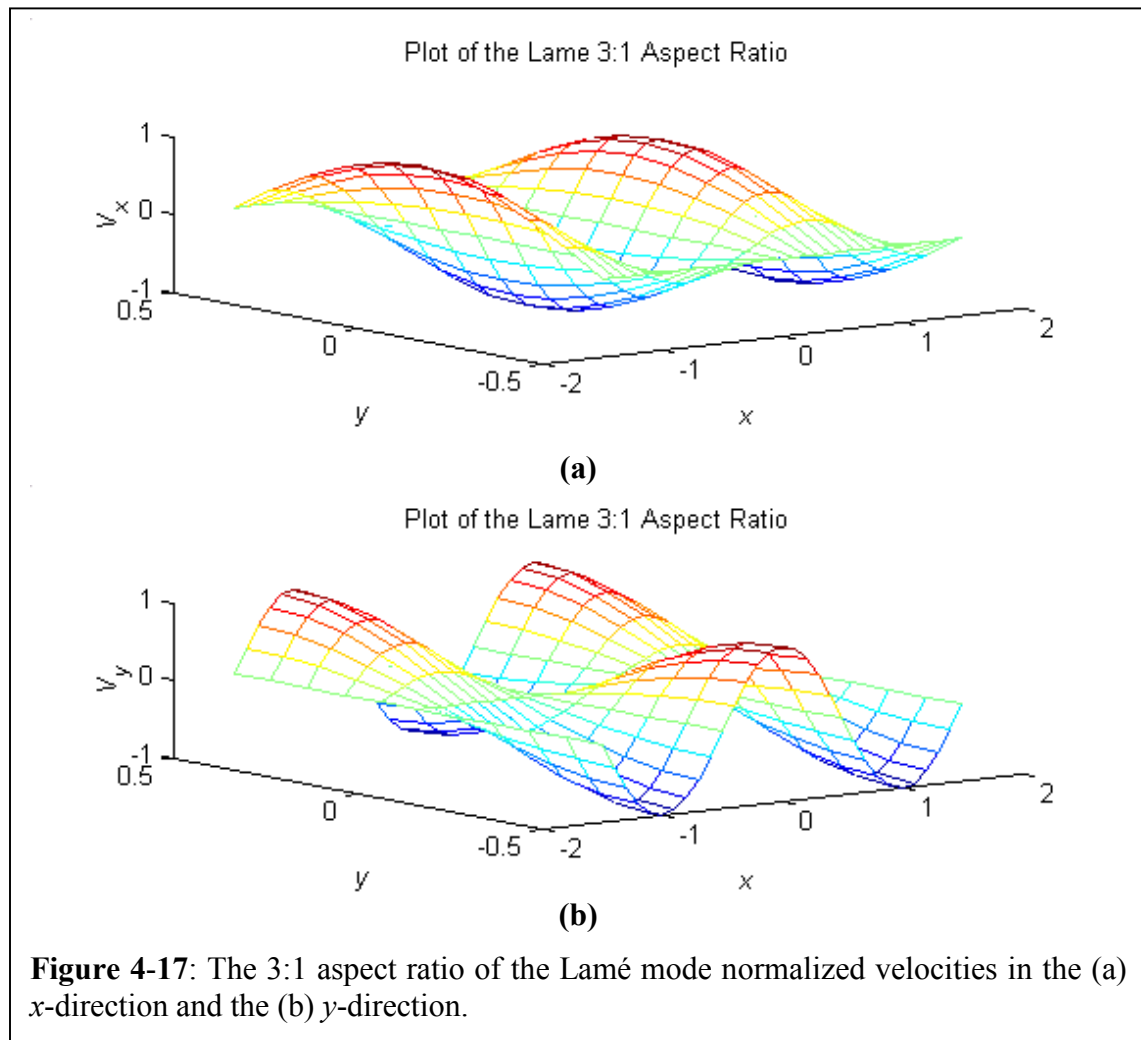 Plot of the Lame 3:1 Aspect Ratio
1
0
-1
V x
0.5
0
-0.5
y
-2
-1
0
1
2
x
(a)
Plot of the Lame 3:1 Aspect Ratio
1
0
-1
V y
0.5
0
-0.5
y
-2
-1
0
1
2
x
(b)
Figure 4-17: The 3:1 aspect ratio of the Lamé mode normalized velocities in the (a)
x-direction and the (b) y-direction.